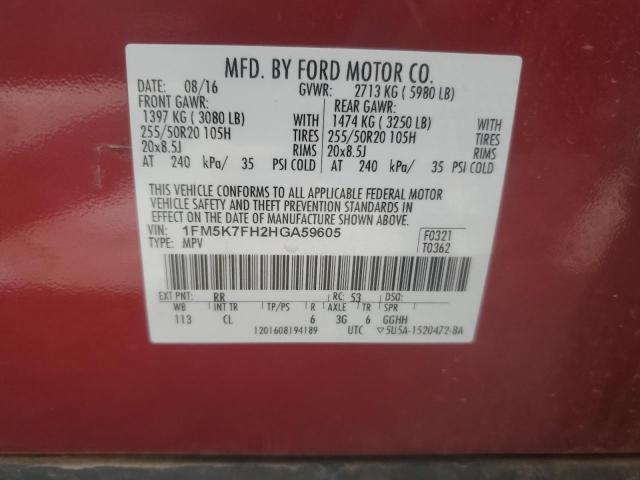 MFD. BY FORD MOTOR CO.
DATE: 08/16 GVWR: 2713 KG ( 5980 LB)
FRONT GAWR: REAR GAWR:
1397 KG ( 3080 LB) WITH 1474 KG ( 3250 LB) WITH
255/50R20 105H TIRES 255/50R20 105H TIRES
20x8.5J RIMS 20x8.5J RIMS
AT 240 kPa/ 35 PSI COLD AT 240 kPa/ 35 PSI COLD
THIS VEHICLE CONFORMS TO ALL APPLICABLE FEDERAL MOTOR
VEHICLE SAFETY AND THEFT PREVENTION STANDARDS IN
EFFECT ON THE DATE OF MANUFACTURE SHOWN ABOVE.
VIN: 1FM5K7FH2HGA59605 F0321
TYPE: MPV T0362
EXT PNT: RR RC: 53 DSO:
WB INT TR TP/PS R AXLE TR SPR
113 CL 6 3G 6 GGHH
1201608194189 UTC ▽5U5A-1520472-BA